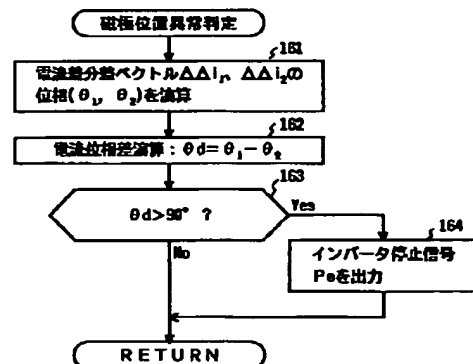 磁極位置異常判定
161
電流差分差ベクトルΔΔi₁、ΔΔi₂の
位相(θ₁, θ₂)を演算
162
電流位相差演算：θd=θ₁−θ₂
163
θd>90° ?
Yes
No
164
インバータ停止信号
Peを出力
RETURN